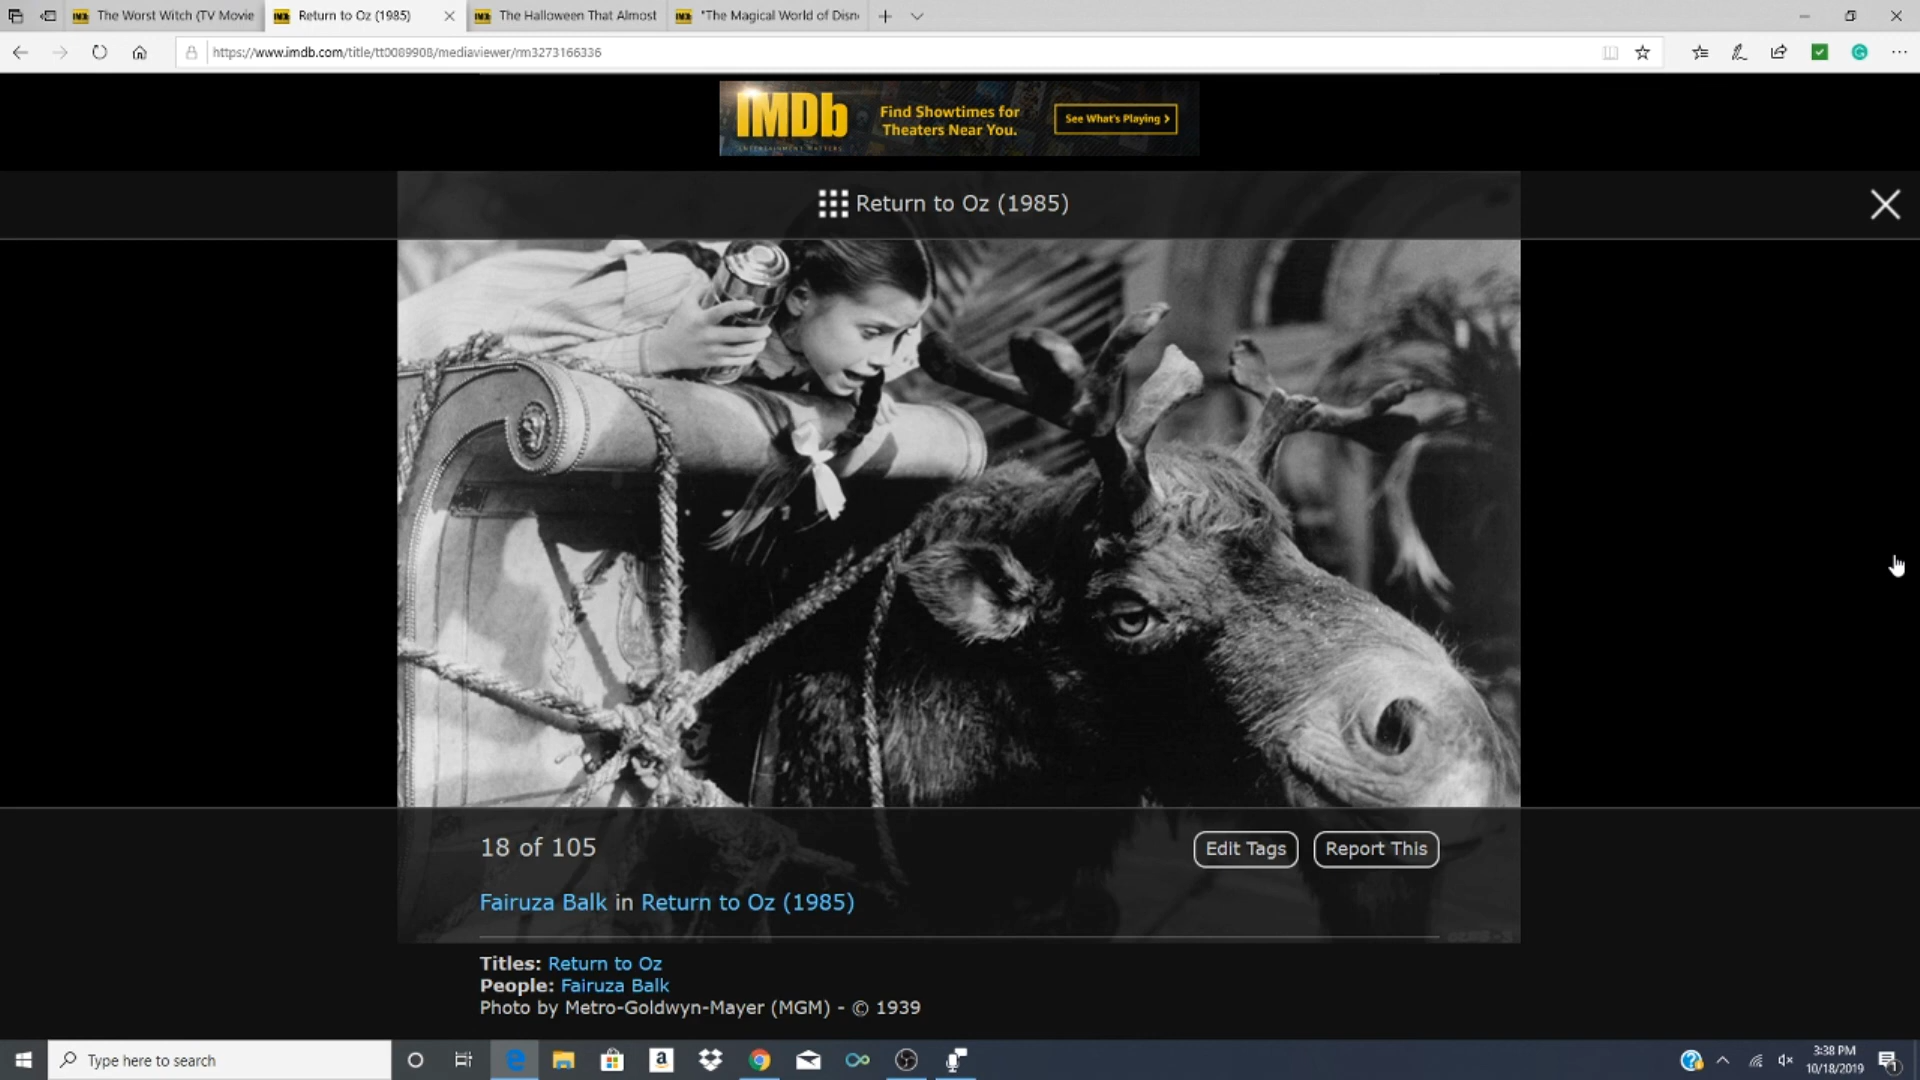 The Worst Witch (TV Movie
Return to Oz (1985)
The Halloween That Almost
"The Magical World of Disn
https://www.imdb.com/title/tt0089908/mediaviewer/rm3273166336
IMDb
ENTERTAINMENT MATTERS
Find Showtimes for
Theaters Near You.
See What's Playing
Return to Oz (1985)
18 of 105
Edit Tags
Report This
Fairuza Balk in Return to Oz (1985)
Titles: Return to Oz
People: Fairuza Balk
Photo by Metro-Goldwyn-Mayer (MGM) - © 1939
Type here to search
3:38 PM
10/18/2019